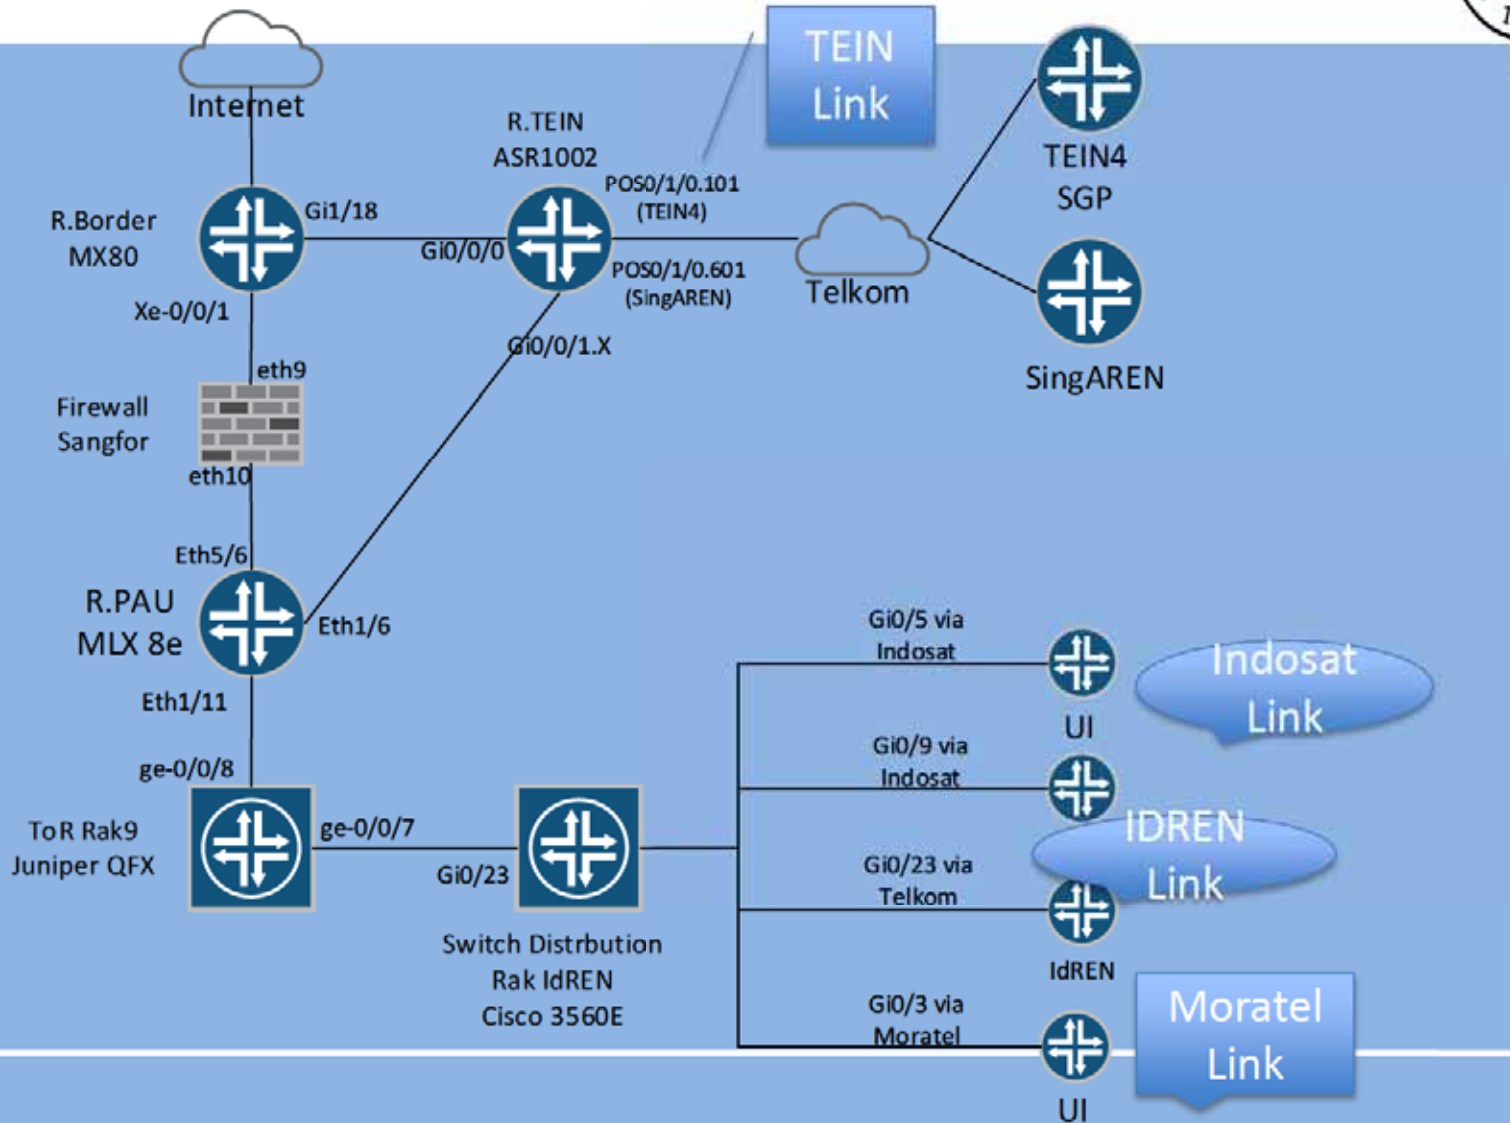 TEIN
Link
Internet
R.TEIN
ASR1002
TEIN4
SGP
POS0/1/0.101
(TEIN4)
R.Border
MX80
Gi1/18
Gi0/0/0
POS0/1/0.601
(SingAREN)
Telkom
Xe-0/0/1
Gi0/0/1.X
SingAREN
eth9
Firewall
Sangfor
eth10
Eth5/6
R.PAU
MLX 8e
Eth1/6
Eth1/11
Gi0/5 via
Indosat
UI
Indosat
Link
Gi0/9 via
Indosat
ge-0/0/8
ToR Rak9
Juniper QFX
ge-0/0/7
Gi0/23
IDREN
Link
Gi0/23 via
Telkom
IdREN
Switch Distrbution
Rak IdREN
Cisco 3560E
Gi0/3 via
Moratel
UI
Moratel
Link